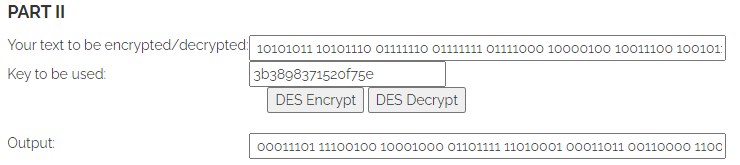 PART II
Your text to be encrypted/decrypted: 10101011 10101110 01111110 01111111 01111000 10000100 10011100 100101
Key to be used: 3b3898371520f75e
DES Encrypt DES Decrypt
Output: 00011101 11100100 10001000 01101111 11010001 00011011 00110000 1100